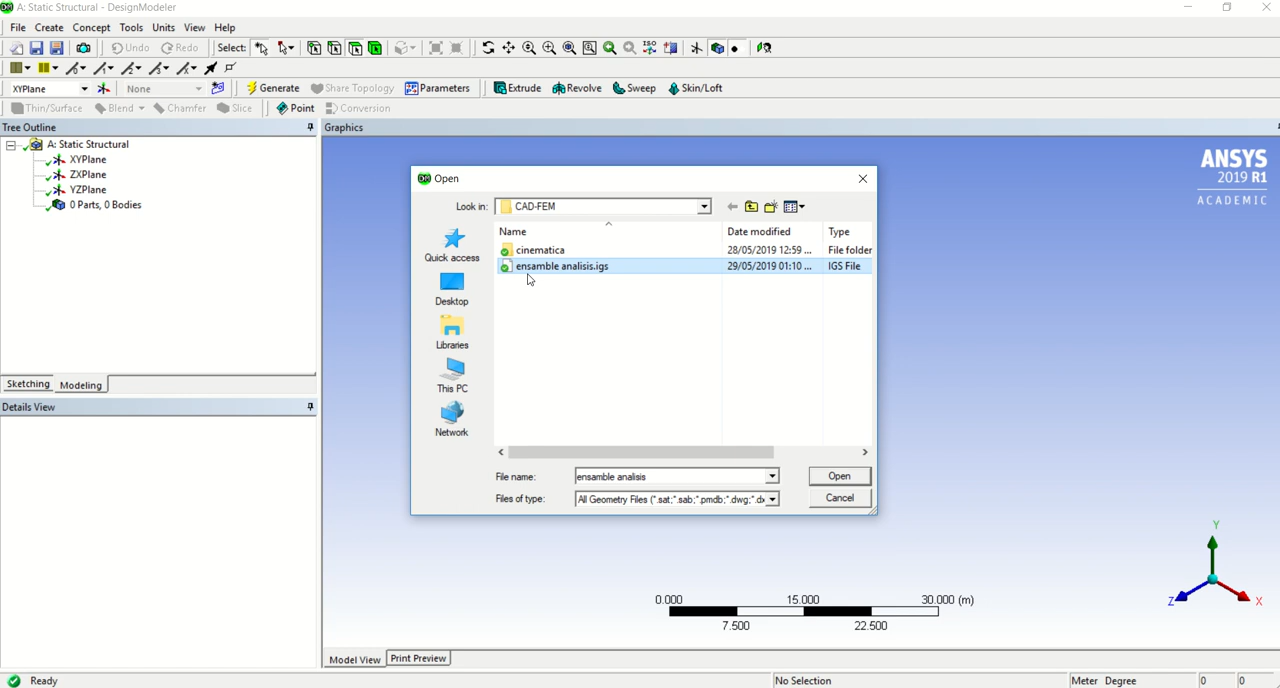 A: Static Structural - DesignModeler
File Create Concept Tools Units View Help
Undo Redo Select:
ISO
XYPlane None Generate Share Topology Parameters Extrude Revolve Sweep Skin/Loft
Thin/Surface Blend Chamfer Slice Point Conversion
Tree Outline
Graphics
A: Static Structural
XYPlane
ZXPlane
YZPlane
0 Parts, 0 Bodies
Sketching Modeling
Details View
ANSYS
2019 R1
ACADEMIC
DM Open
Look in: CAD-FEM
Name Date modified Type
cinematica 28/05/2019 12:59 ... File folder
ensamble analisis.igs 29/05/2019 01:10 ... IGS File
Quick access
Desktop
Libraries
This PC
Network
File name: ensamble analisis Open
Files of type: All Geometry Files (*.sat;*.sab;*.pmdb;*.dwg;*.dx Cancel
0.000 15.000 30.000 (m)
7.500 22.500
Y
Z X
Model View Print Preview
Ready No Selection Meter Degree 0 0